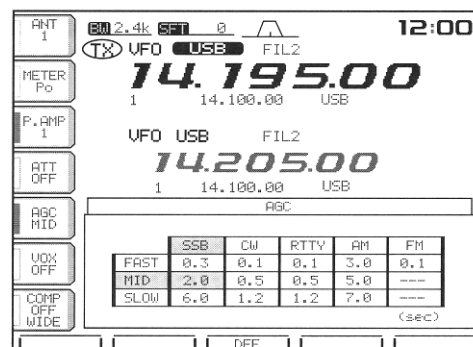 ANT
1
BW 2.4k SFT 0 12:00
TX VFO USB FIL2
METER
Po
14.195.00
1 14.100.00 USB
P.AMP
1
VFO USB FIL2
ATT
OFF
14.205.00
1 14.100.00 USB
AGC
MID
AGC
SSB CW RTTY AM FM
VOX
OFF
FAST 0.3 0.1 0.1 3.0 0.1
MID 2.0 0.5 0.5 5.0 ---
SLOW 6.0 1.2 1.2 7.0 ---
COMP
OFF
WIDE
(sec)
DEF